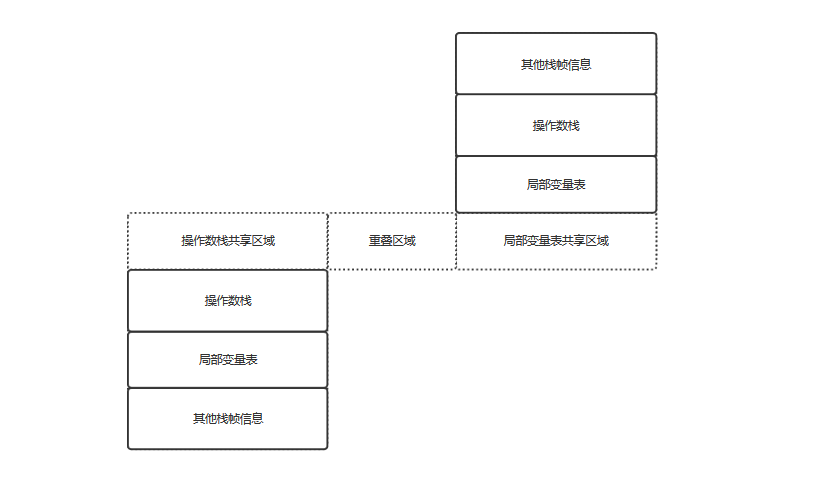 其他栈帧信息
操作数栈
局部变量表
操作数栈共享区域
重叠区域
局部变量表共享区域
操作数栈
局部变量表
其他栈帧信息